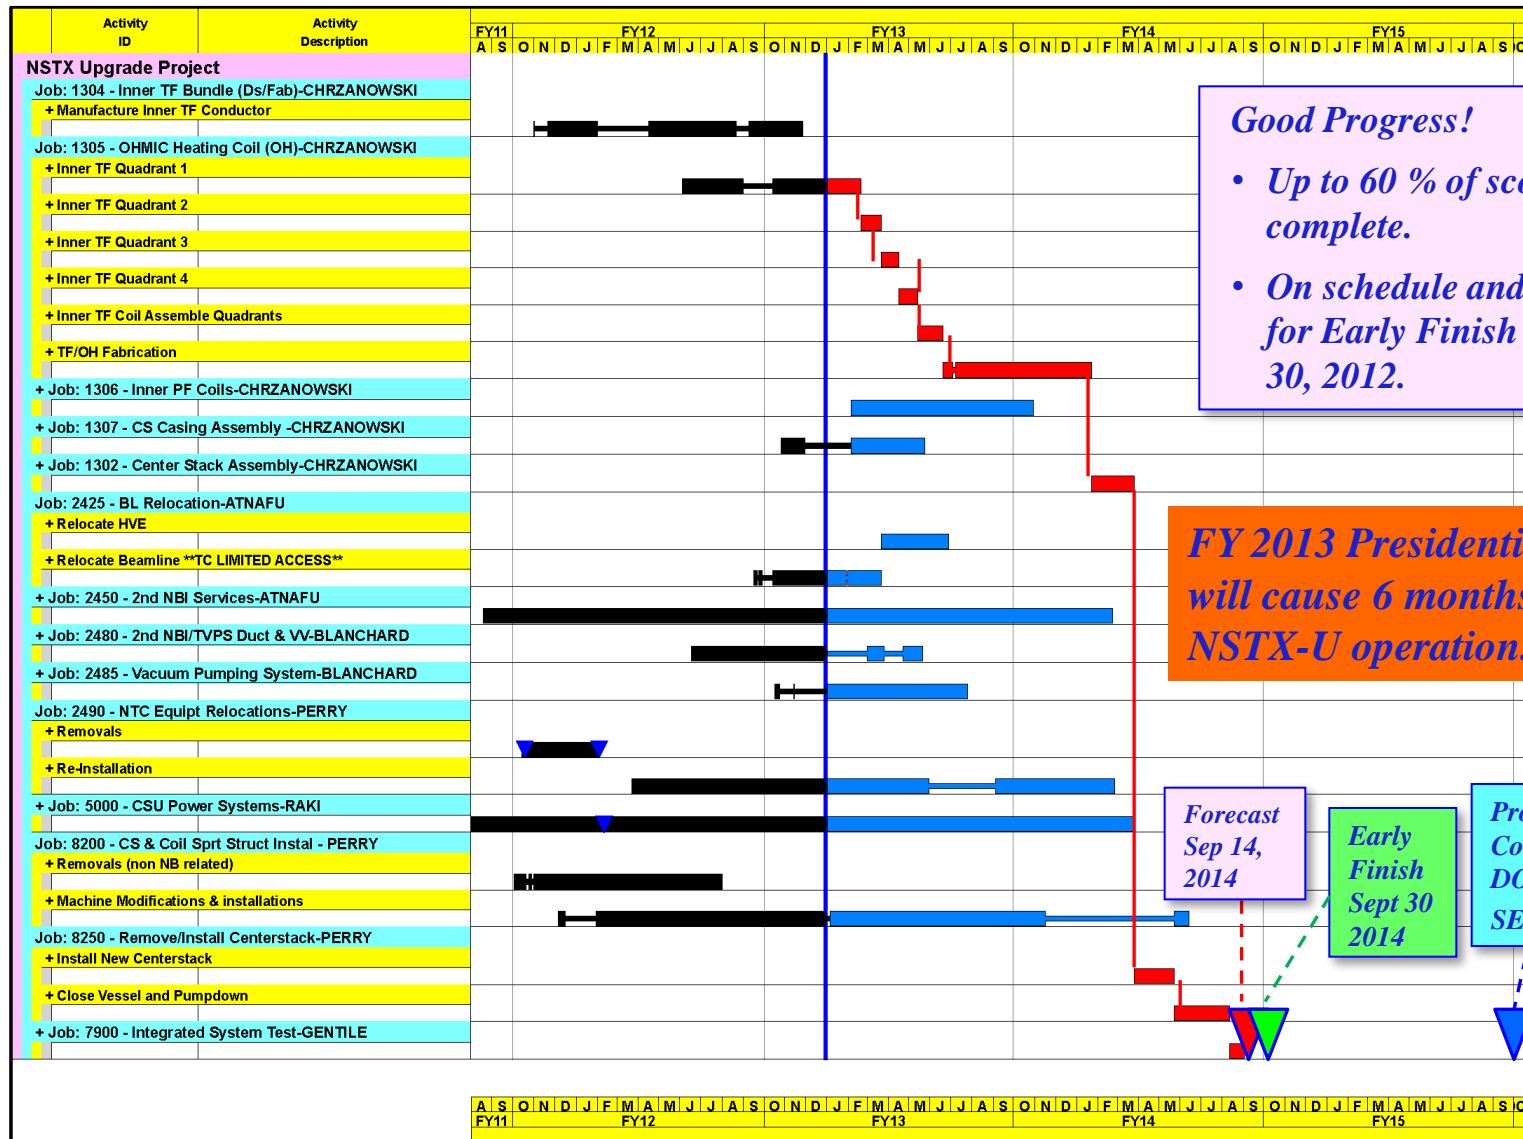 Activity Activity
ID Description
FY11 FY12 FY13 FY14 FY15
A S O N D J F M A M J J A S O N D J F M A M J J A S O N D J F M A M J J A S O N D J F M A M J J A S O
NSTX Upgrade Project
Job: 1304 - Inner TF Bundle (Ds/Fab)-CHRZANOWSKI
+ Manufacture Inner TF Conductor
Job: 1305 - OHMIC Heating Coil (OH)-CHRZANOWSKI
+ Inner TF Quadrant 1
+ Inner TF Quadrant 2
+ Inner TF Quadrant 3
+ Inner TF Quadrant 4
+ Inner TF Coil Assemble Quadrants
+ TF/OH Fabrication
+ Job: 1306 - Inner PF Coils-CHRZANOWSKI
+ Job: 1307 - CS Casing Assembly -CHRZANOWSKI
+ Job: 1302 - Center Stack Assembly-CHRZANOWSKI
Job: 2425 - BL Relocation-ATNAFU
+ Relocate HVE
+ Relocate Beamline **TC LIMITED ACCESS**
+ Job: 2450 - 2nd NBI Services-ATNAFU
+ Job: 2480 - 2nd NBI/TVPS Duct & VV-BLANCHARD
+ Job: 2485 - Vacuum Pumping System-BLANCHARD
Job: 2490 - NTC Equipt Relocations-PERRY
+ Removals
+ Re-Installation
+ Job: 5000 - CSU Power Systems-RAKI
Job: 8200 - CS & Coil Sprt Struct Instal - PERRY
+ Removals (non NB related)
+ Machine Modifications & installations
Job: 8250 - Remove/Install Centerstack-PERRY
+ Install New Centerstack
+ Close Vessel and Pumpdown
+ Job: 7900 - Integrated System Test-GENTILE
Good Progress!
• Up to 60 % of
complete.
• On schedule and
for Early Finish
30, 2012.
FY 2013
will cause 6 months
NSTX-U operation
Forecast
Sep 14,
2014
Early
Finish
Sept 30
2014
A S O N D J F M A M J J A S O N D J F M A M J J A S O N D J F M A M J J A S O N D J F M A M J J A S O
FY11 FY12 FY13 FY14 FY15